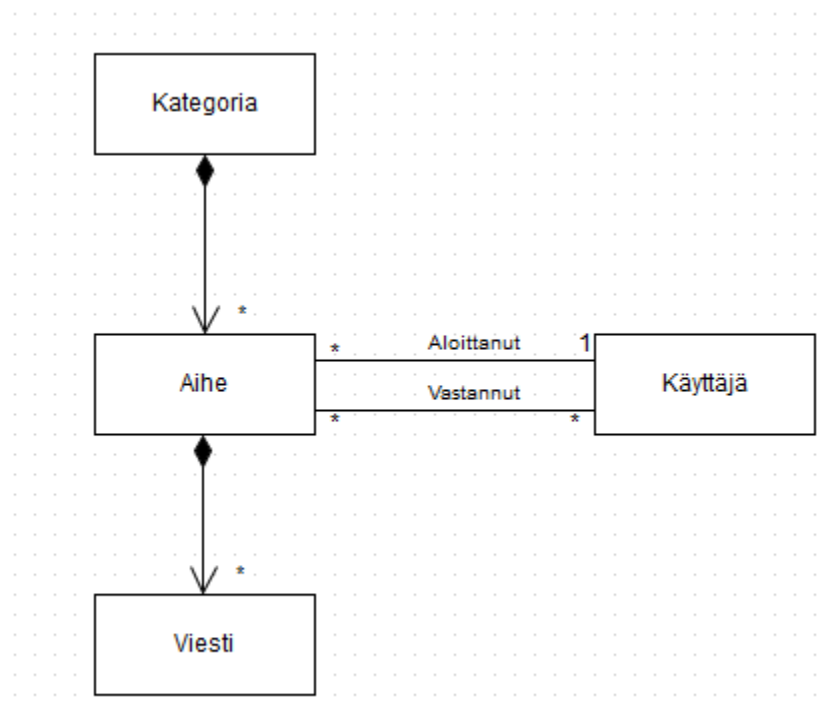 Kategoria
*
* Aloittanut 1
Aihe
Käyttäjä
Vastannut
* *
*
Viesti